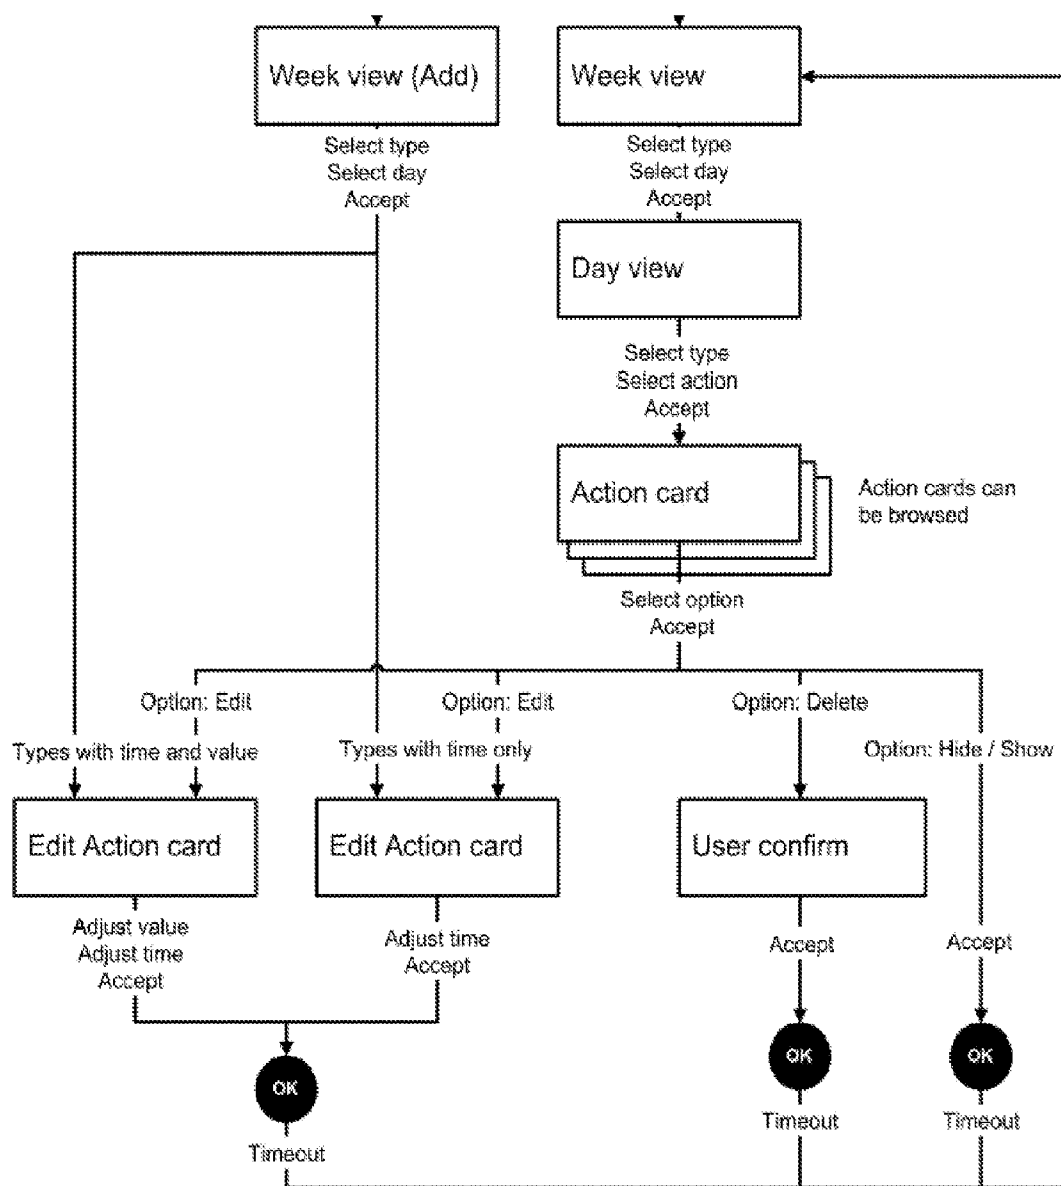 Week view (Add)
Week view
Select type
Select day
Accept
Select type
Select day
Accept
Day view
Select type
Select action
Accept
Action card
Action cards can
be browsed
Select option
Accept
Option: Edit
Option: Edit
Option: Delete
Types with time and value
Types with time only
Option: Hide / Show
Edit Action card
Edit Action card
User confirm
Adjust value
Adjust time
Accept
Adjust time
Accept
Accept
Accept
OK
OK
OK
Timeout
Timeout
Timeout